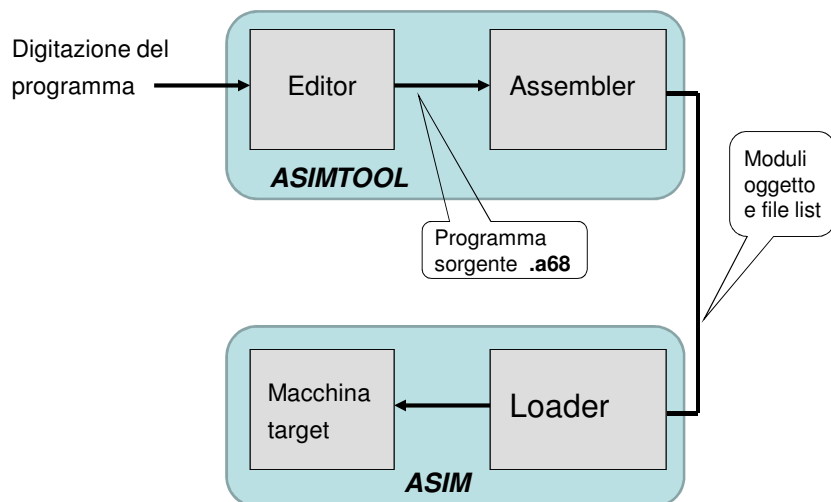 Digitazione del
programma
Editor
Assembler
ASIMTOOL
Programma
sorgente .a68
Moduli
oggetto
e file list
Macchina
target
Loader
ASIM